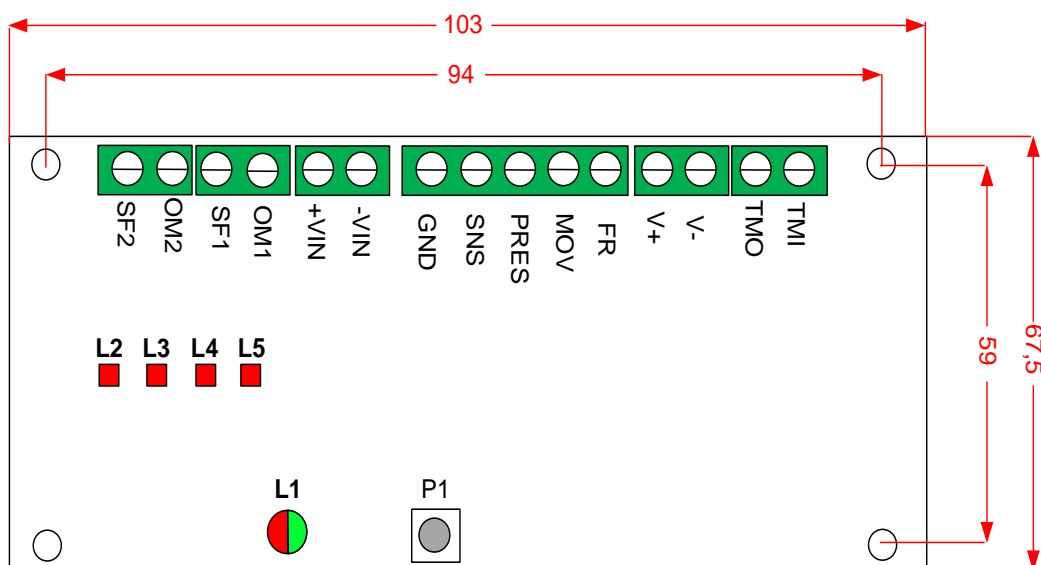 103
94
SF2 OM2 SF1 OM1 +VIN -VIN GND SNS PRES MOV FR V+ V- TMO TMI
59
67,5
L2 L3 L4 L5
L1 P1